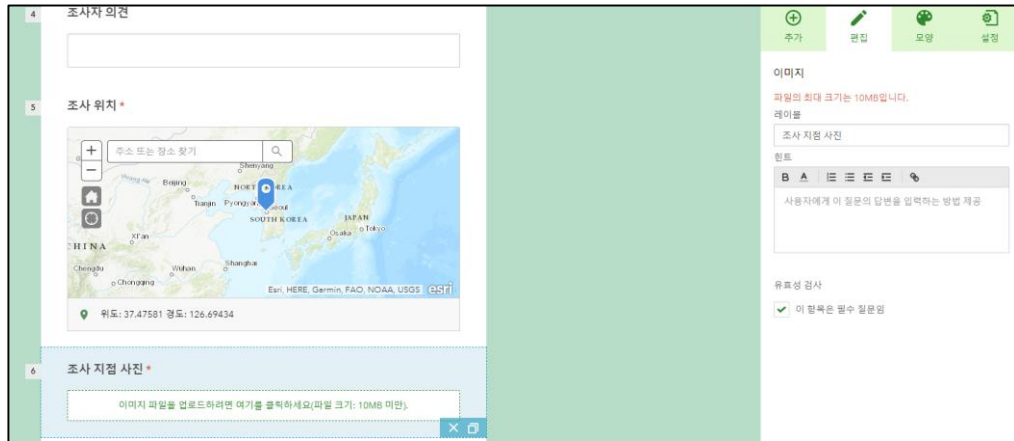 4 조사자 의견
5 조사 위치 *
+
−
주소 또는 장소 찾기
Shenyang
Beijing
NORTH KOREA
Tianjin Pyongyang
Seoul
SOUTH KOREA
JAPAN
Tokyo
Osaka
Xi'an
CHINA
Chengdu
Wuhan
Shanghai
Chongqing
Esri, HERE, Garmin, FAO, NOAA, USGS esri
위도: 37.47581 경도: 126.69434
6 조사 지점 사진 *
이미지 파일을 업로드하려면 여기를 클릭하세요(파일 크기: 10MB 미만).
추가
편집
모양
설정
이미지
파일의 최대 크기는 10MB입니다.
레이블
조사 지점 사진
힌트
B A
사용자에게 이 질문의 답변을 입력하는 방법 제공
유효성 검사
이 항목은 필수 질문임